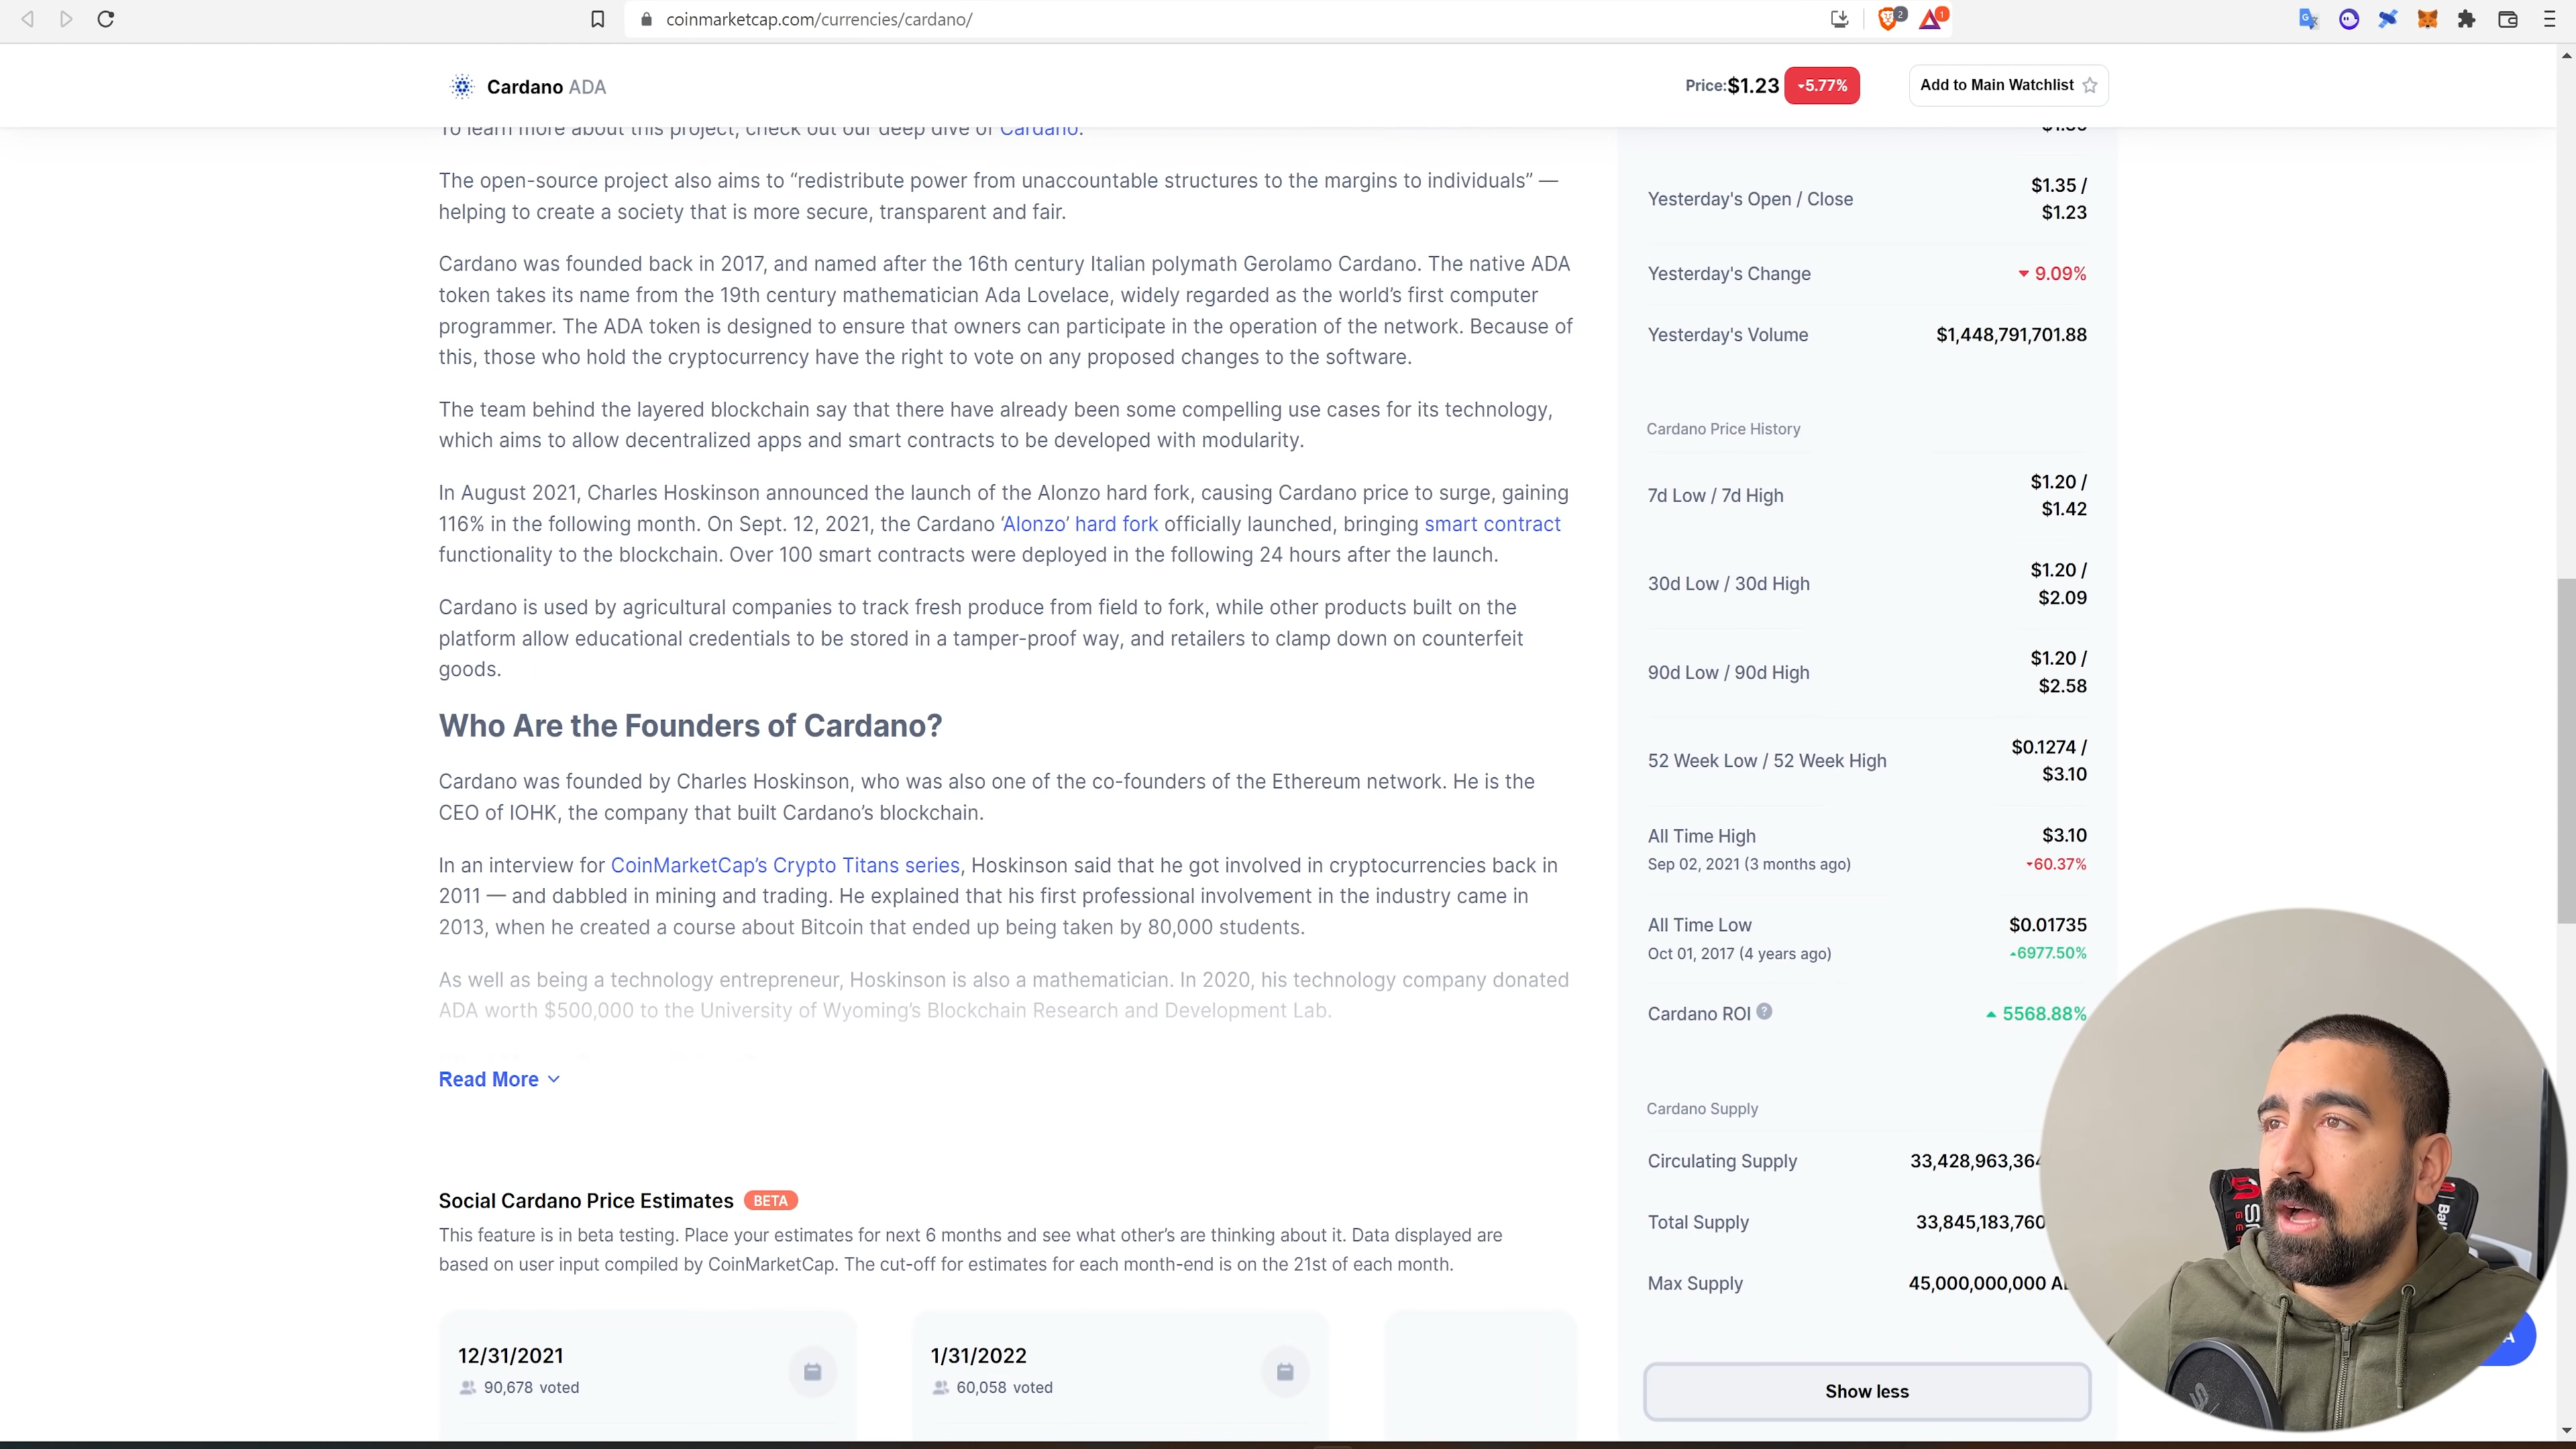 coinmarketcap.com/currencies/cardano/
2
1
Cardano ADA
Price:$1.23
5.77%
Add to Main Watchlist
To learn more about this project, check out our deep dive of Cardano.
The open-source project also aims to “redistribute power from unaccountable structures to the margins to individuals” —
helping to create a society that is more secure, transparent and fair.
Cardano was founded back in 2017, and named after the 16th century Italian polymath Gerolamo Cardano. The native ADA
token takes its name from the 19th century mathematician Ada Lovelace, widely regarded as the world’s first computer
programmer. The ADA token is designed to ensure that owners can participate in the operation of the network. Because of
this, those who hold the cryptocurrency have the right to vote on any proposed changes to the software.
The team behind the layered blockchain say that there have already been some compelling use cases for its technology,
which aims to allow decentralized apps and smart contracts to be developed with modularity.
In August 2021, Charles Hoskinson announced the launch of the Alonzo hard fork, causing Cardano price to surge, gaining
116% in the following month. On Sept. 12, 2021, the Cardano ‘Alonzo’ hard fork officially launched, bringing smart contract
functionality to the blockchain. Over 100 smart contracts were deployed in the following 24 hours after the launch.
Cardano is used by agricultural companies to track fresh produce from field to fork, while other products built on the
platform allow educational credentials to be stored in a tamper-proof way, and retailers to clamp down on counterfeit
goods.
Who Are the Founders of Cardano?
Cardano was founded by Charles Hoskinson, who was also one of the co-founders of the Ethereum network. He is the
CEO of IOHK, the company that built Cardano’s blockchain.
In an interview for CoinMarketCap’s Crypto Titans series, Hoskinson said that he got involved in cryptocurrencies back in
2011 — and dabbled in mining and trading. He explained that his first professional involvement in the industry came in
2013, when he created a course about Bitcoin that ended up being taken by 80,000 students.
As well as being a technology entrepreneur, Hoskinson is also a mathematician. In 2020, his technology company donated
ADA worth $500,000 to the University of Wyoming’s Blockchain Research and Development Lab.
Read More
Social Cardano Price Estimates BETA
This feature is in beta testing. Place your estimates for next 6 months and see what other’s are thinking about it. Data displayed are
based on user input compiled by CoinMarketCap. The cut-off for estimates for each month-end is on the 21st of each month.
12/31/2021
90,678 voted
1/31/2022
60,058 voted
Yesterday's Open / Close
$1.35 /
$1.23
Yesterday's Change
9.09%
Yesterday's Volume
$1,448,791,701.88
Cardano Price History
7d Low / 7d High
$1.20 /
$1.42
30d Low / 30d High
$1.20 /
$2.09
90d Low / 90d High
$1.20 /
$2.58
52 Week Low / 52 Week High
$0.1274 /
$3.10
All Time High
$3.10
Sep 02, 2021 (3 months ago)
60.37%
All Time Low
$0.01735
Oct 01, 2017 (4 years ago)
6977.50%
Cardano ROI
5568.88%
Cardano Supply
Circulating Supply
33,428,963,364
Total Supply
33,845,183,760
Max Supply
45,000,000,000
Show less